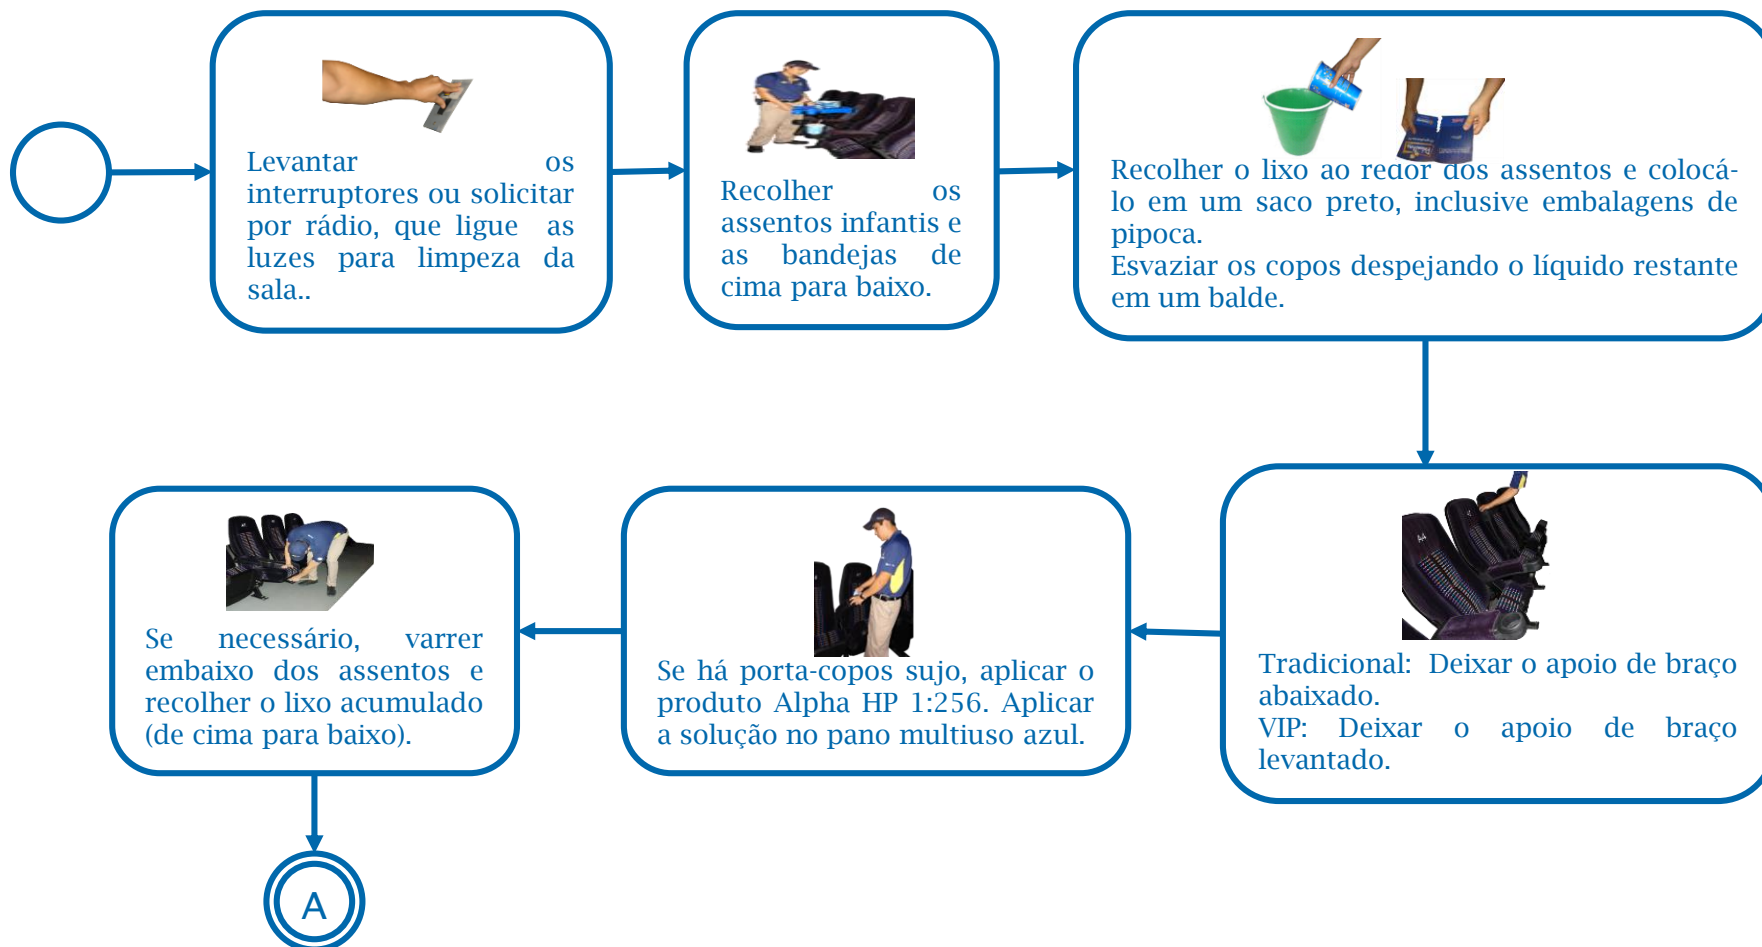 Levantar os
interruptores ou solicitar
por rádio, que ligue as
luzes para limpeza da
sala..
Recolher os
assentos infantis e
as bandejas de
cima para baixo.
Recolher o lixo ao redor dos assentos e colocá-
lo em um saco preto, inclusive embalagens de
pipoca.
Esvaziar os copos despejando o líquido restante
em um balde.
Tradicional: Deixar o apoio de braço
abaixado.
VIP: Deixar o apoio de braço
levantado.
Se há porta-copos sujo, aplicar o
produto Alpha HP 1:256. Aplicar
a solução no pano multiuso azul.
Se necessário, varrer
embaixo dos assentos e
recolher o lixo acumulado
(de cima para baixo).
A